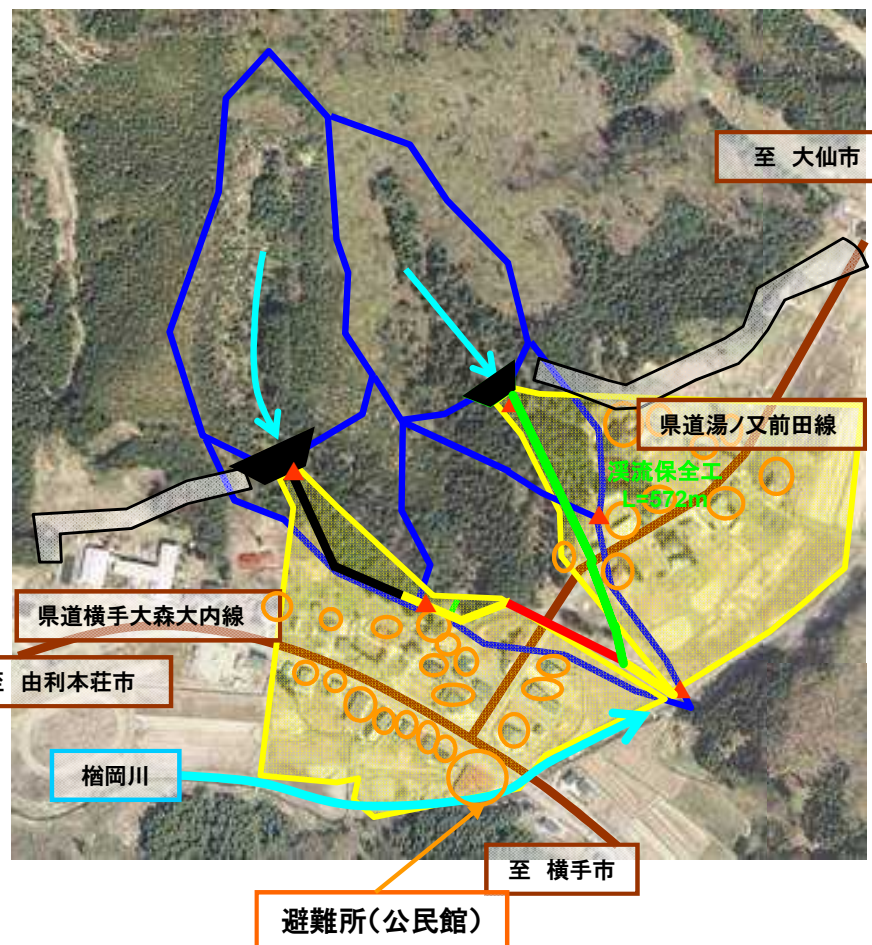 至 大仙市
県道湯ノ又前田線
渓流保全工
L=572m
県道横手大森大内線
至 由利本荘市
楢岡川
至 横手市
避難所(公民館)